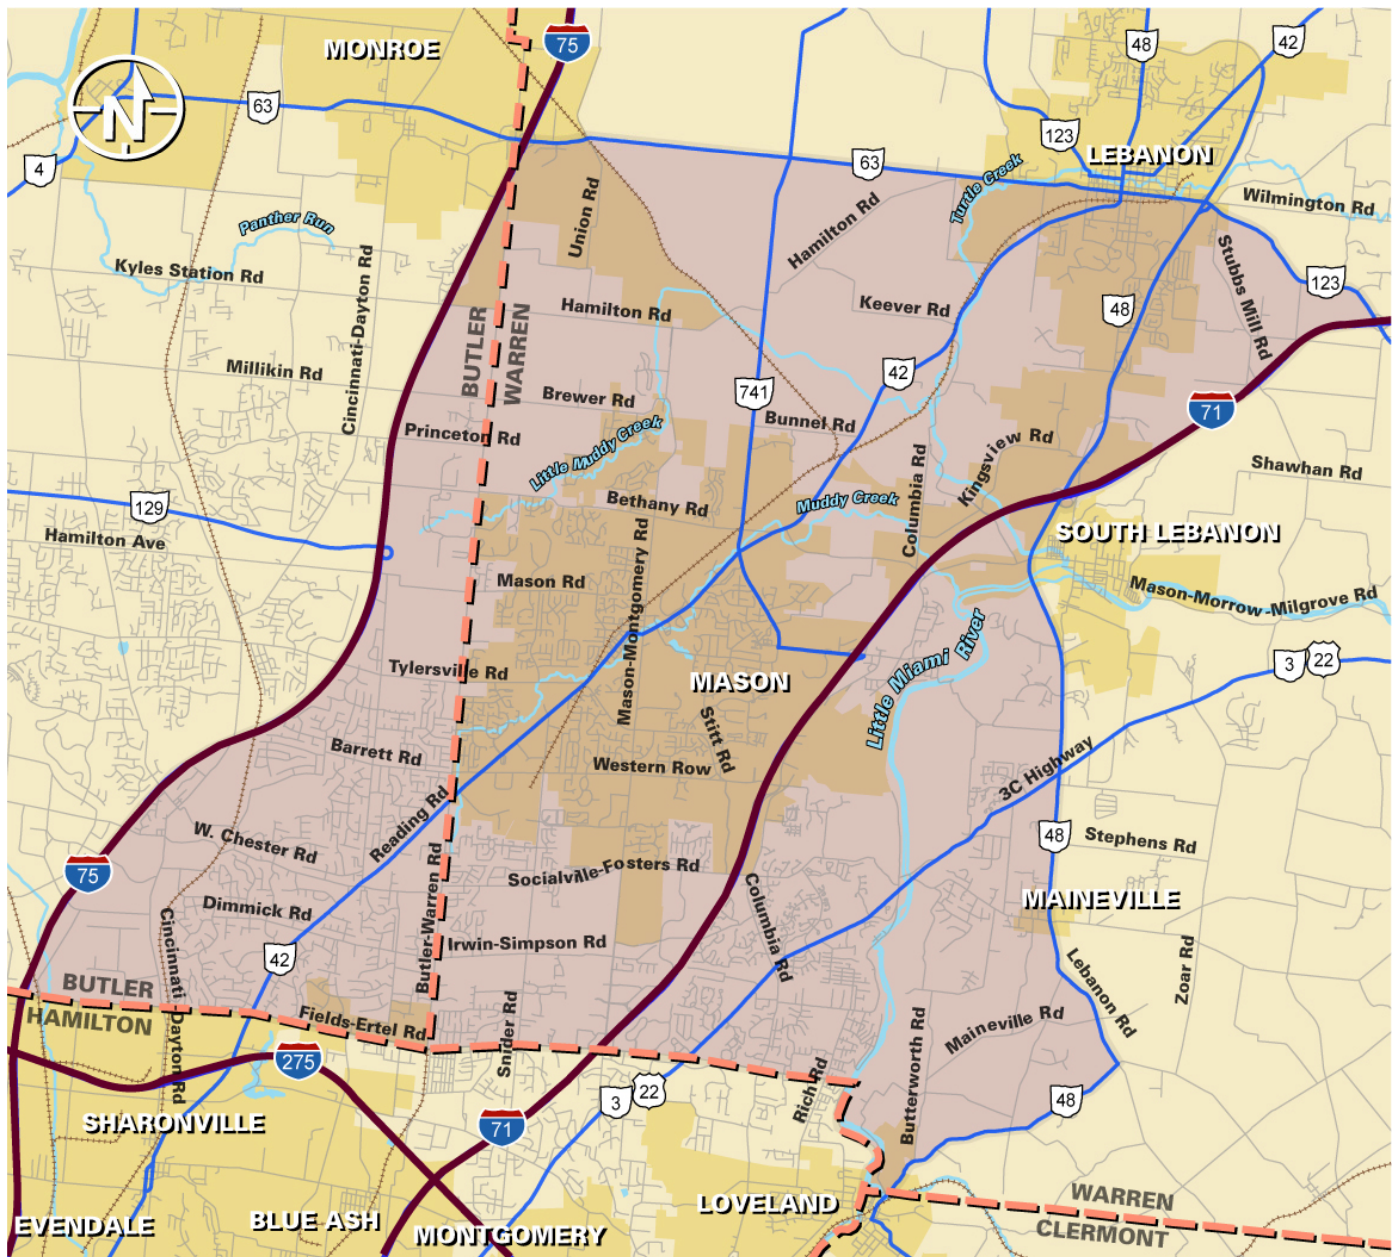 MONROE
75
48
42
N
63
4
123
LEBANON
63
Turtle Creek
Wilmington Rd
Union Rd
Hamilton Rd
Panther Run
Kyles Station Rd
Cincinnati-Dayton Rd
Stubbs Mill Rd
123
BUTLER
WARREN
Hamilton Rd
Keever Rd
48
Millikin Rd
42
741
Brewer Rd
71
Princeton Rd
Bunnel Rd
Little Muddy Creek
Kingsview Rd
Columbia Rd
Shawhan Rd
129
Bethany Rd
Muddy Creek
Hamilton Ave
SOUTH LEBANON
Mason Rd
Mason-Montgomery Rd
Mason-Morrow-Milgrove Rd
Little Miami River
Tylersville Rd
MASON
3
22
Stitt Rd
Barrett Rd
Western Row
3C Highway
Reading Rd
W. Chester Rd
48
Stephens Rd
75
Socialville-Fosters Rd
Butler-Warren Rd
Columbia Rd
MAINEVILLE
Dimmick Rd
Cincinnati Dayton Rd
Irwin-Simpson Rd
42
Zoar Rd
Lebanon Rd
BUTLER
HAMILTON
Fields-Ertel Rd
Snider Rd
Maineville Rd
Butterworth Rd
275
Rich Rd
3
22
48
SHARONVILLE
71
LOVELAND
WARREN
CLERMONT
EVENDALE
BLUE ASH
MONTGOMERY